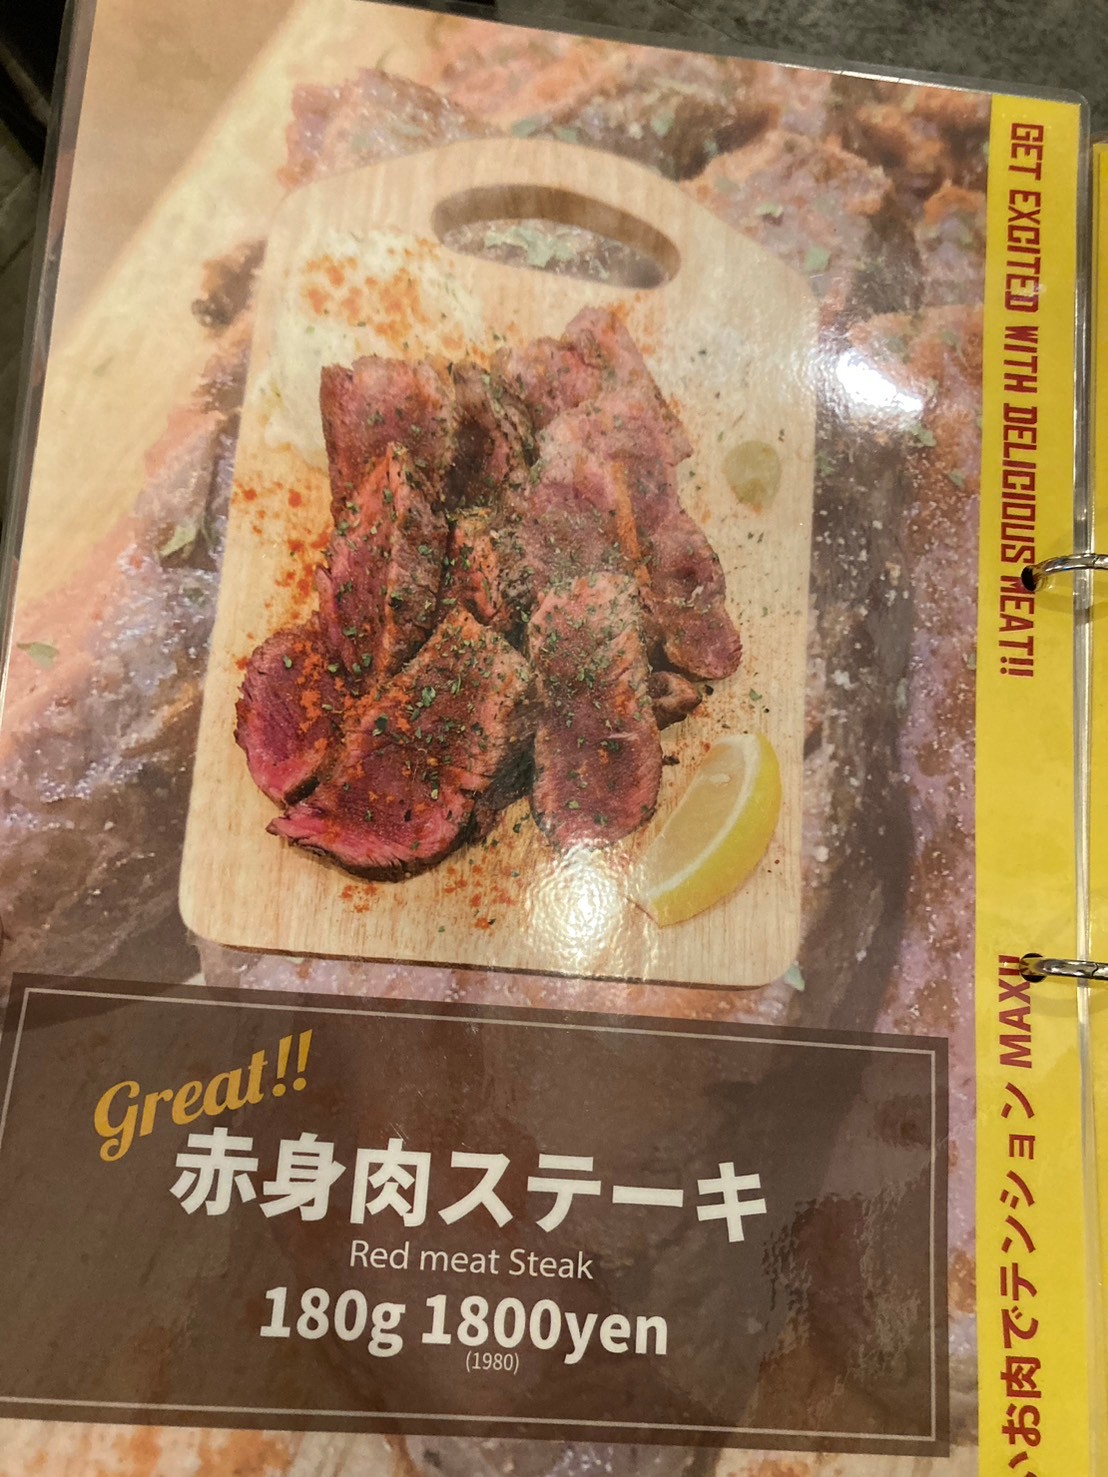 GET EXCITED WITH DELICIOUS MEAT!!
お肉でテンション MAX!!
Great!!
赤身肉ステーキ
Red meat Steak
180g 1800yen
(1980)